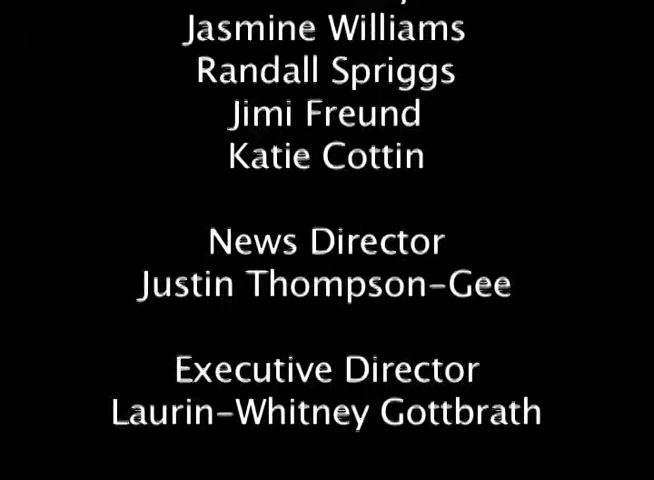 Jasmine Williams
Randall Spriggs
Jimi Freund
Katie Cottin
News Director
Justin Thompson-Gee
Executive Director
Laurin-Whitney Gottbrath